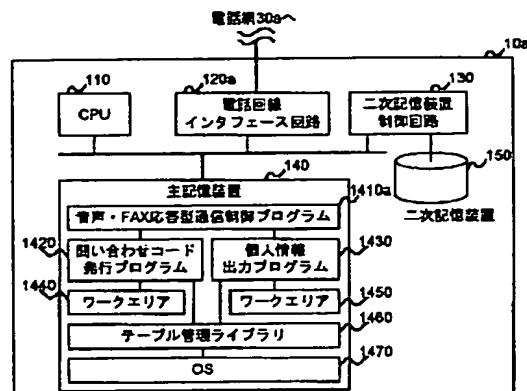 電話網30aへ
10a
110
120a
130
CPU
電話回線
インタフェース回路
二次記憶装置
制御回路
140
150
主記憶装置
二次記憶装置
1410a
音声・FAX応答型通信制御プログラム
1420
1430
問い合わせコード
発行プログラム
個人情報
出力プログラム
1440
1450
ワークエリア
ワークエリア
1460
テーブル管理ライブラリ
1470
OS